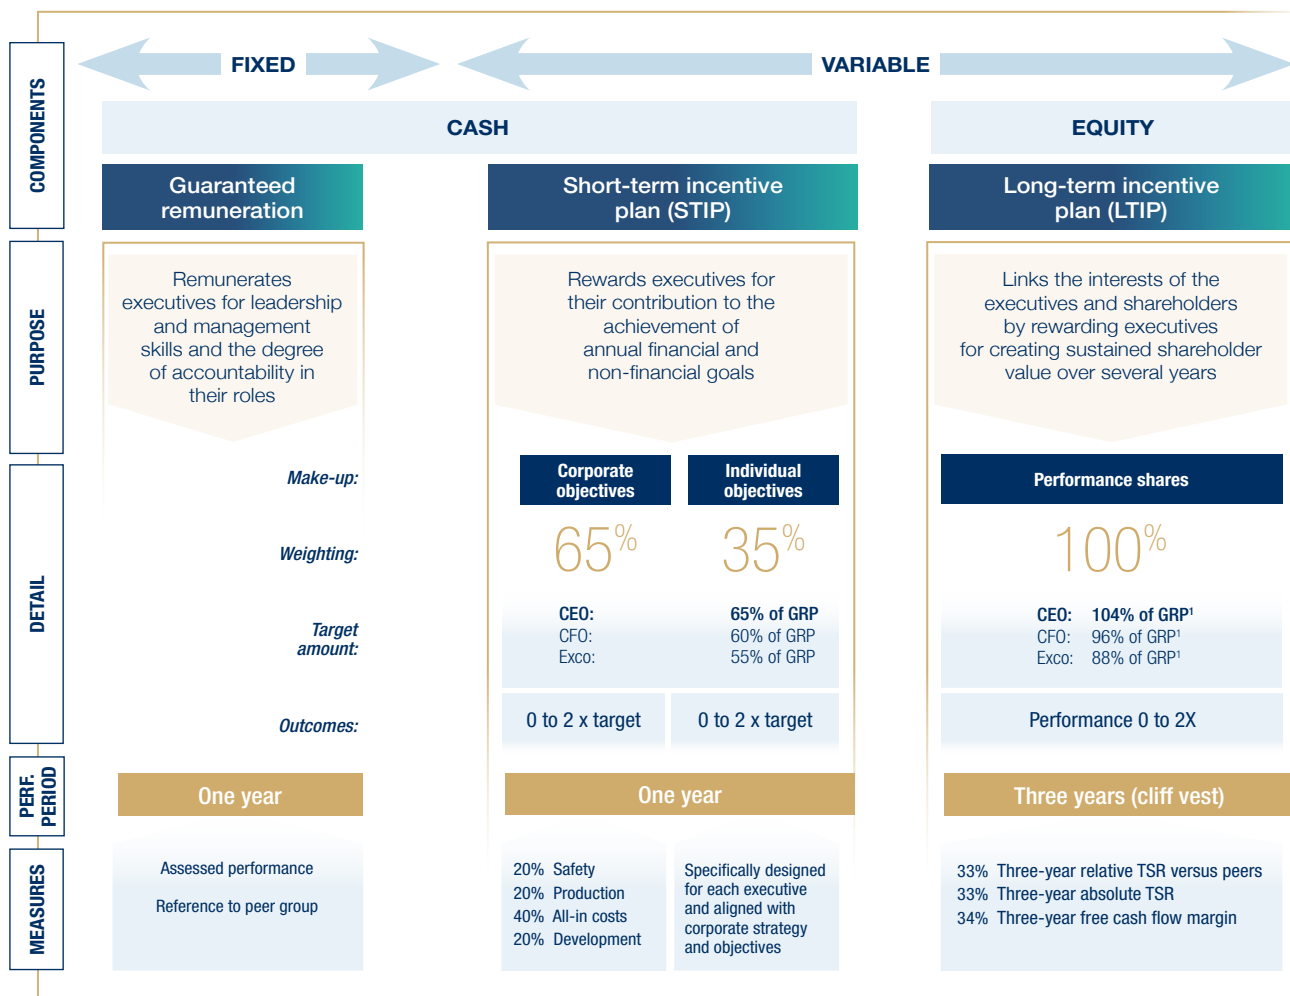 COMPONENTS
FIXED
VARIABLE
CASH
EQUITY
Guaranteed
remuneration
Short-term incentive
plan (STIP)
Long-term incentive
plan (LTIP)
PURPOSE
Remunerates
executives for leadership
and management
skills and the degree
of accountability in
their roles
Rewards executives for
their contribution to the
achievement of
annual financial and
non-financial goals
Links the interests of the
executives and shareholders
by rewarding executives
for creating sustained shareholder
value over several years
DETAIL
Make-up:
Corporate
objectives
Individual
objectives
Performance shares
Weighting:
65%
35%
100%
Target
amount:
CEO: 65% of GRP
CFO: 60% of GRP
Exco: 55% of GRP
CEO: 104% of GRP¹
CFO: 96% of GRP¹
Exco: 88% of GRP¹
Outcomes:
0 to 2 x target
0 to 2 x target
Performance 0 to 2X
PERF.
PERIOD
One year
One year
Three years (cliff vest)
MEASURES
Assessed performance
Reference to peer group
20% Safety
20% Production
40% All-in costs
20% Development
Specifically designed
for each executive
and aligned with
corporate strategy
and objectives
33% Three-year relative TSR versus peers
33% Three-year absolute TSR
34% Three-year free cash flow margin